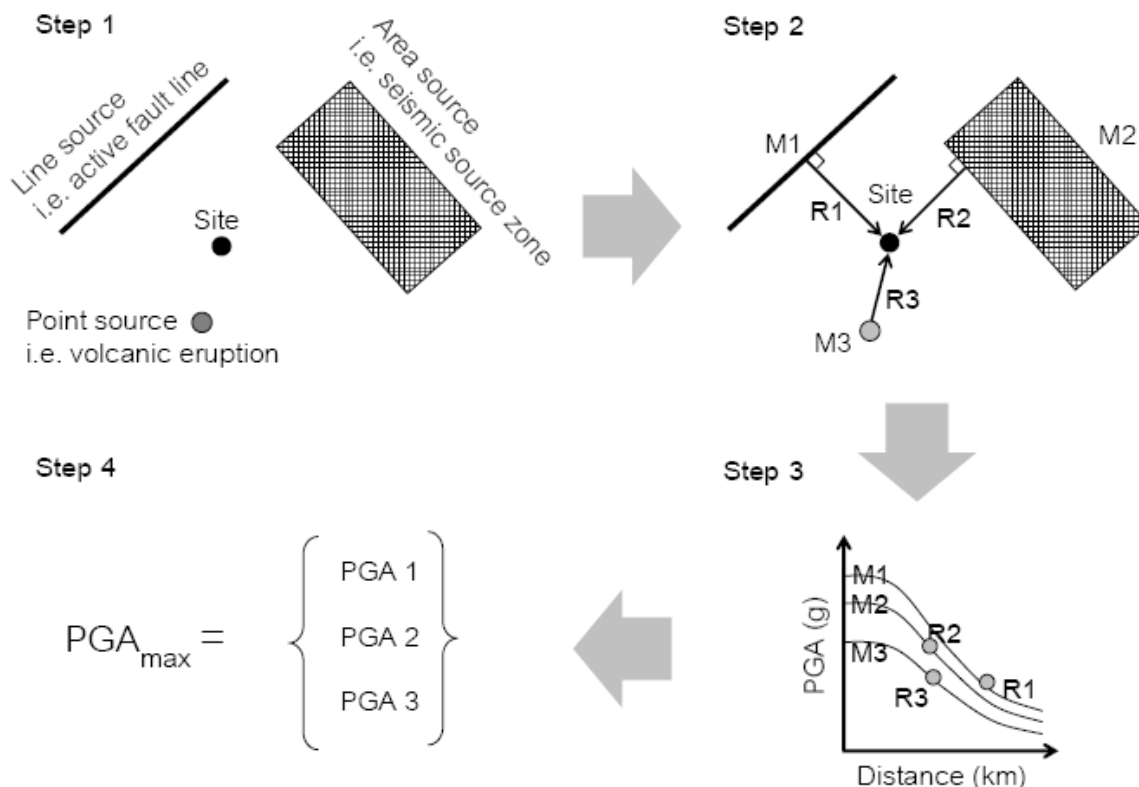 Step 1
Line source
i.e. active fault line
Area source
i.e. seismic source zone
Site
Point source
i.e. volcanic eruption
Step 2
M1
M2
Site
R1
R2
R3
M3
Step 3
PGA (g)
M1
M2
M3
R2
R3
R1
Distance (km)
Step 4
PGAmax =
PGA 1
PGA 2
PGA 3